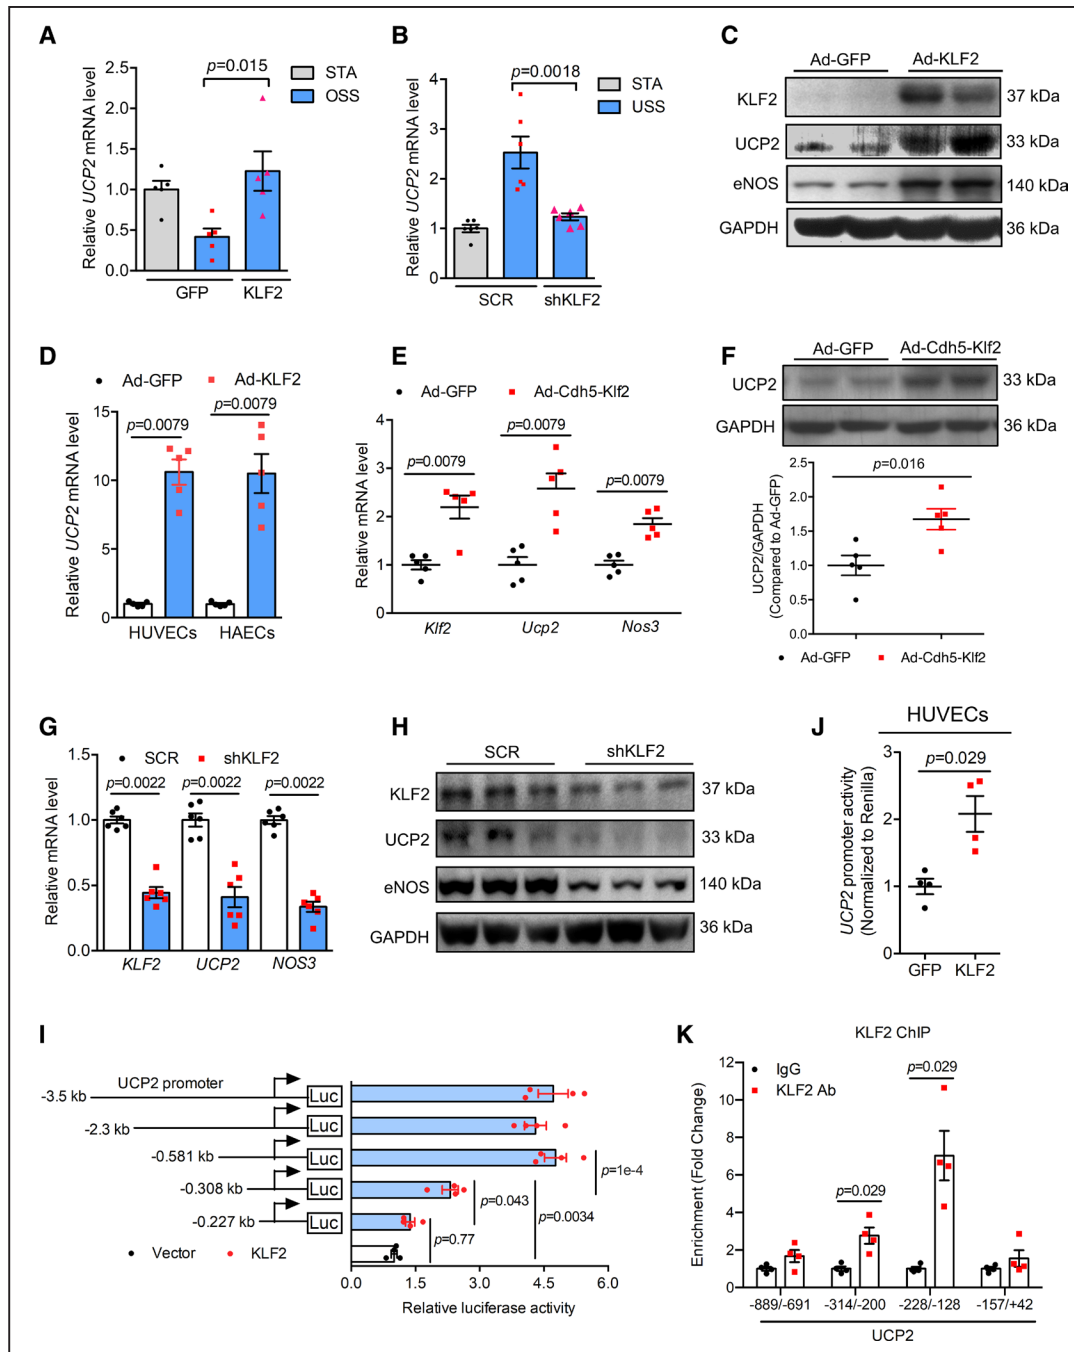 A
Relative UCP2 mRNA level
2.5
2.0
1.5
1.0
0.5
0.0
p=0.015
STA
OSS
GFP
KLF2
B
Relative UCP2 mRNA level
4
3
2
1
0
p=0.0018
STA
USS
SCR
shKLF2
C
Ad-GFP
Ad-KLF2
KLF2
37 kDa
UCP2
33 kDa
eNOS
140 kDa
GAPDH
36 kDa
D
Ad-GFP
Ad-KLF2
Relative UCP2 mRNA level
15
10
5
0
p=0.0079
p=0.0079
HUVECs
HAECs
E
Ad-GFP
Ad-Cdh5-Klf2
Relative mRNA level
4
3
2
1
0
p=0.0079
p=0.0079
p=0.0079
Klf2
Ucp2
Nos3
F
Ad-GFP
Ad-Cdh5-Klf2
UCP2
33 kDa
GAPDH
36 kDa
UCP2/GAPDH
(Compared to Ad-GFP)
2.5
2.0
1.5
1.0
0.5
0.0
p=0.016
Ad-GFP
Ad-Cdh5-Klf2
G
Relative mRNA level
1.5
1.0
0.5
0.0
SCR
shKLF2
p=0.0022
p=0.0022
p=0.0022
KLF2
UCP2
NOS3
H
SCR
shKLF2
KLF2
37 kDa
UCP2
33 kDa
eNOS
140 kDa
GAPDH
36 kDa
J
HUVECs
UCP2 promoter activity
(Normalized to Renilla)
3
2
1
0
p=0.029
GFP
KLF2
I
UCP2 promoter
-3.5 kb
Luc
-2.3 kb
Luc
-0.581 kb
Luc
-0.308 kb
Luc
-0.227 kb
Luc
Vector
KLF2
p=1e-4
p=0.043
p=0.0034
p=0.77
0.0
1.5
3.0
4.5
6.0
Relative luciferase activity
K
KLF2 ChIP
IgG
KLF2 Ab
Enrichment (Fold Change)
12
10
8
6
4
2
0
p=0.029
p=0.029
-889/-691
-314/-200
-228/-128
-157/+42
UCP2